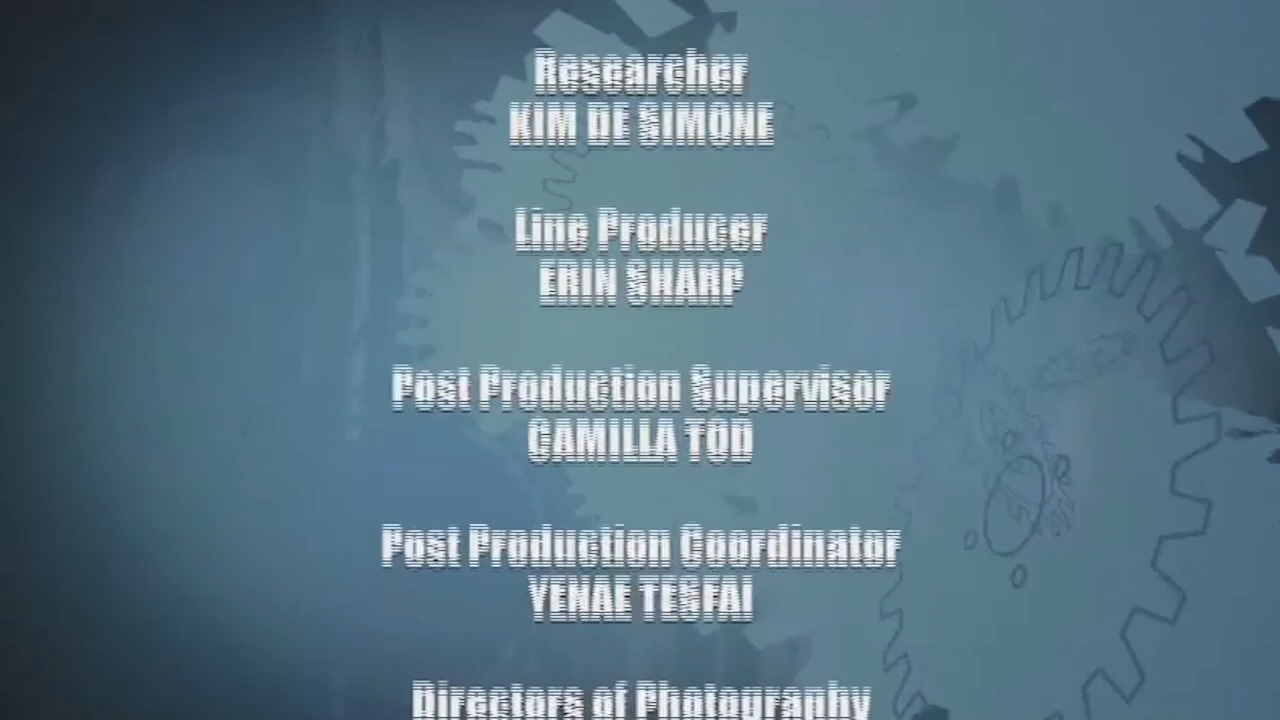 Researcher
KIM DE SIMONE
Line Producer
ERIN SHARP
Post Production Supervisor
CAMILLA TOD
Post Production Coordinator
YENAE TESFAI
Directors of Photography